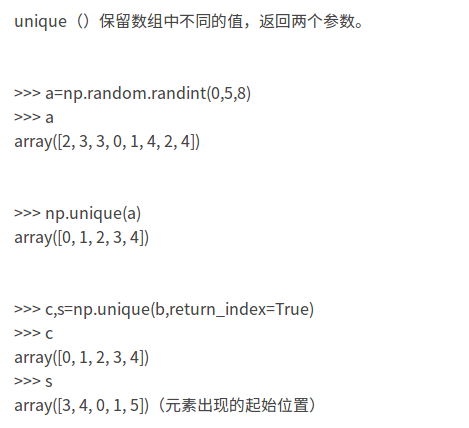 unique（）保留数组中不同的值，返回两个参数。
>>> a=np.random.randint(0,5,8)
>>> a
array([2, 3, 3, 0, 1, 4, 2, 4])
>>> np.unique(a)
array([0, 1, 2, 3, 4])
>>> c,s=np.unique(b,return_index=True)
>>> c
array([0, 1, 2, 3, 4])
>>> s
array([3, 4, 0, 1, 5])（元素出现的起始位置）